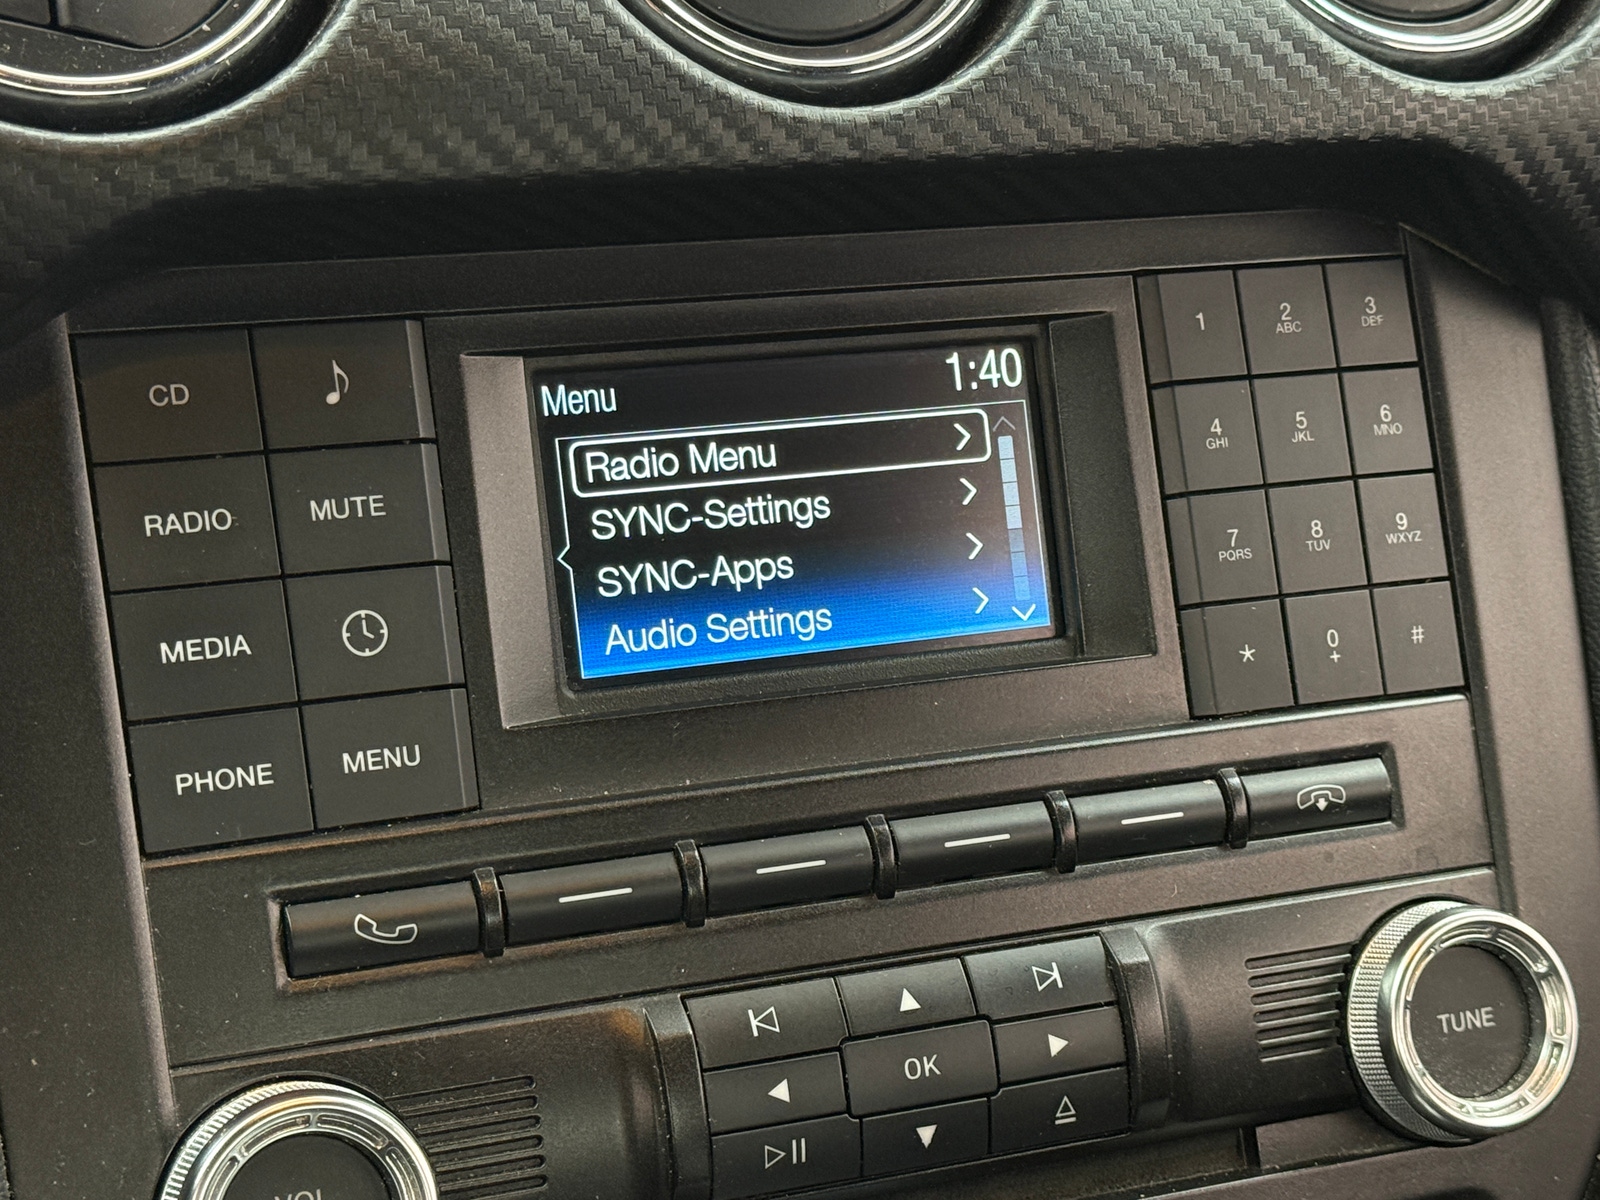 Menu
1:40
Radio Menu
SYNC-Settings
SYNC-Apps
Audio Settings
CD
RADIO
MUTE
MEDIA
PHONE
MENU
1
2
ABC
3
DEF
4
GHI
5
JKL
6
MNO
7
PQRS
8
TUV
9
WXYZ
*
0
+
#
OK
TUNE
VOL